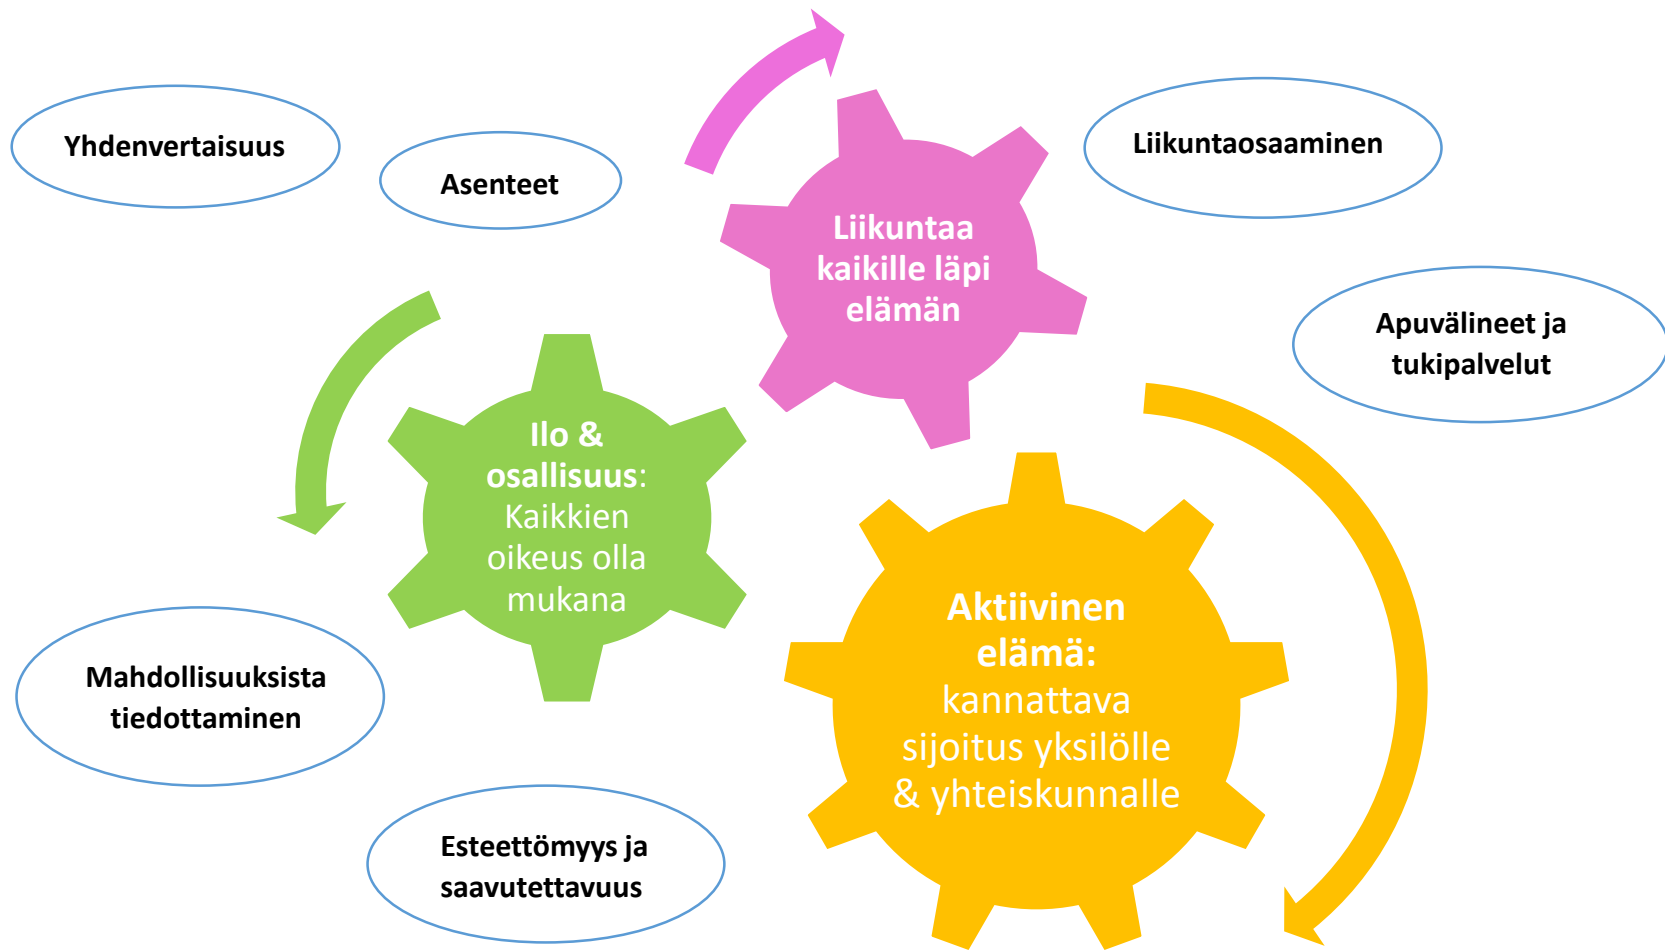 Yhdenvertaisuus
Asenteet
Liikuntaosaaminen
Liikuntaa
kaikille läpi
elämän
Apuvälineet ja
tukipalvelut
Ilo &
osallisuus:
Kaikkien
oikeus olla
mukana
Aktiivinen
elämä:
kannattava
sijoitus yksilölle
& yhteiskunnalle
Mahdollisuuksista
tiedottaminen
Esteettömyys ja
saavutettavuus